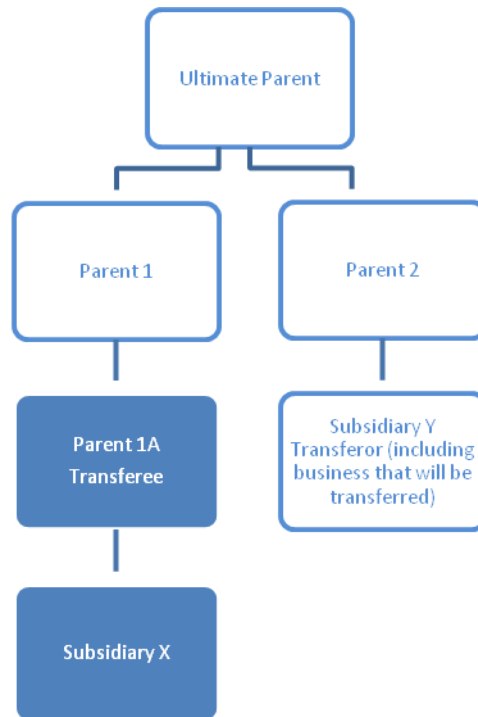 Ultimate Parent
Parent 1
Parent 2
Parent 1A
Transferee
Subsidiary Y
Transferor (including
business that will be
transferred)
Subsidiary X